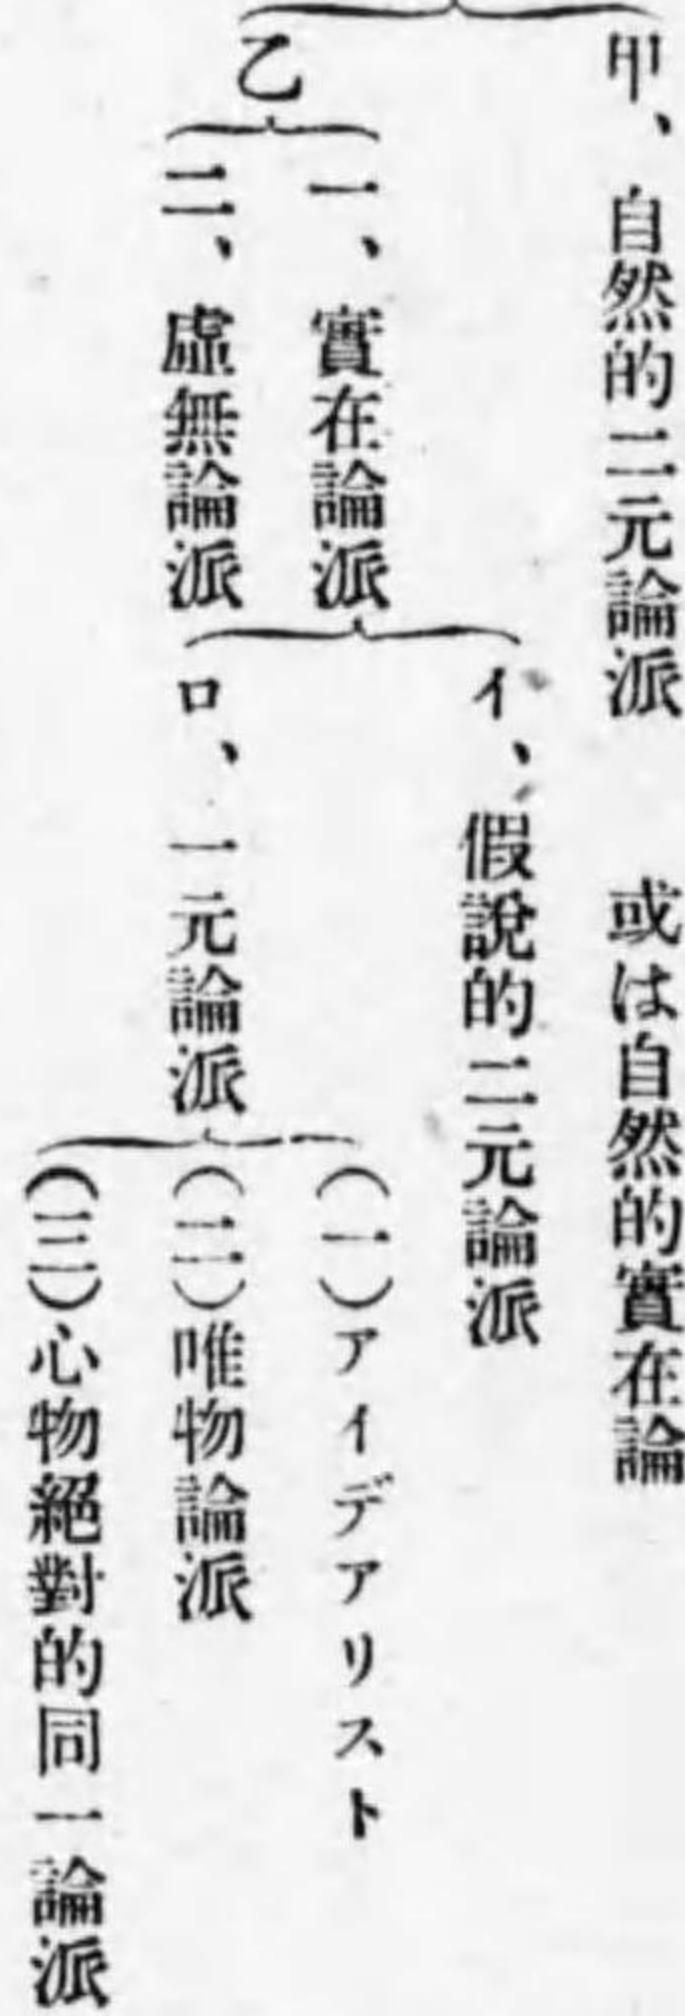 甲、自然的二元論派　或は自然的實在論
乙
一、實在論派
二、虛無論派
イ、假說的二元論派
ロ、一元論派
(一)アイデアリスト
(二)唯物論派
(三)心物絕對的同一論派